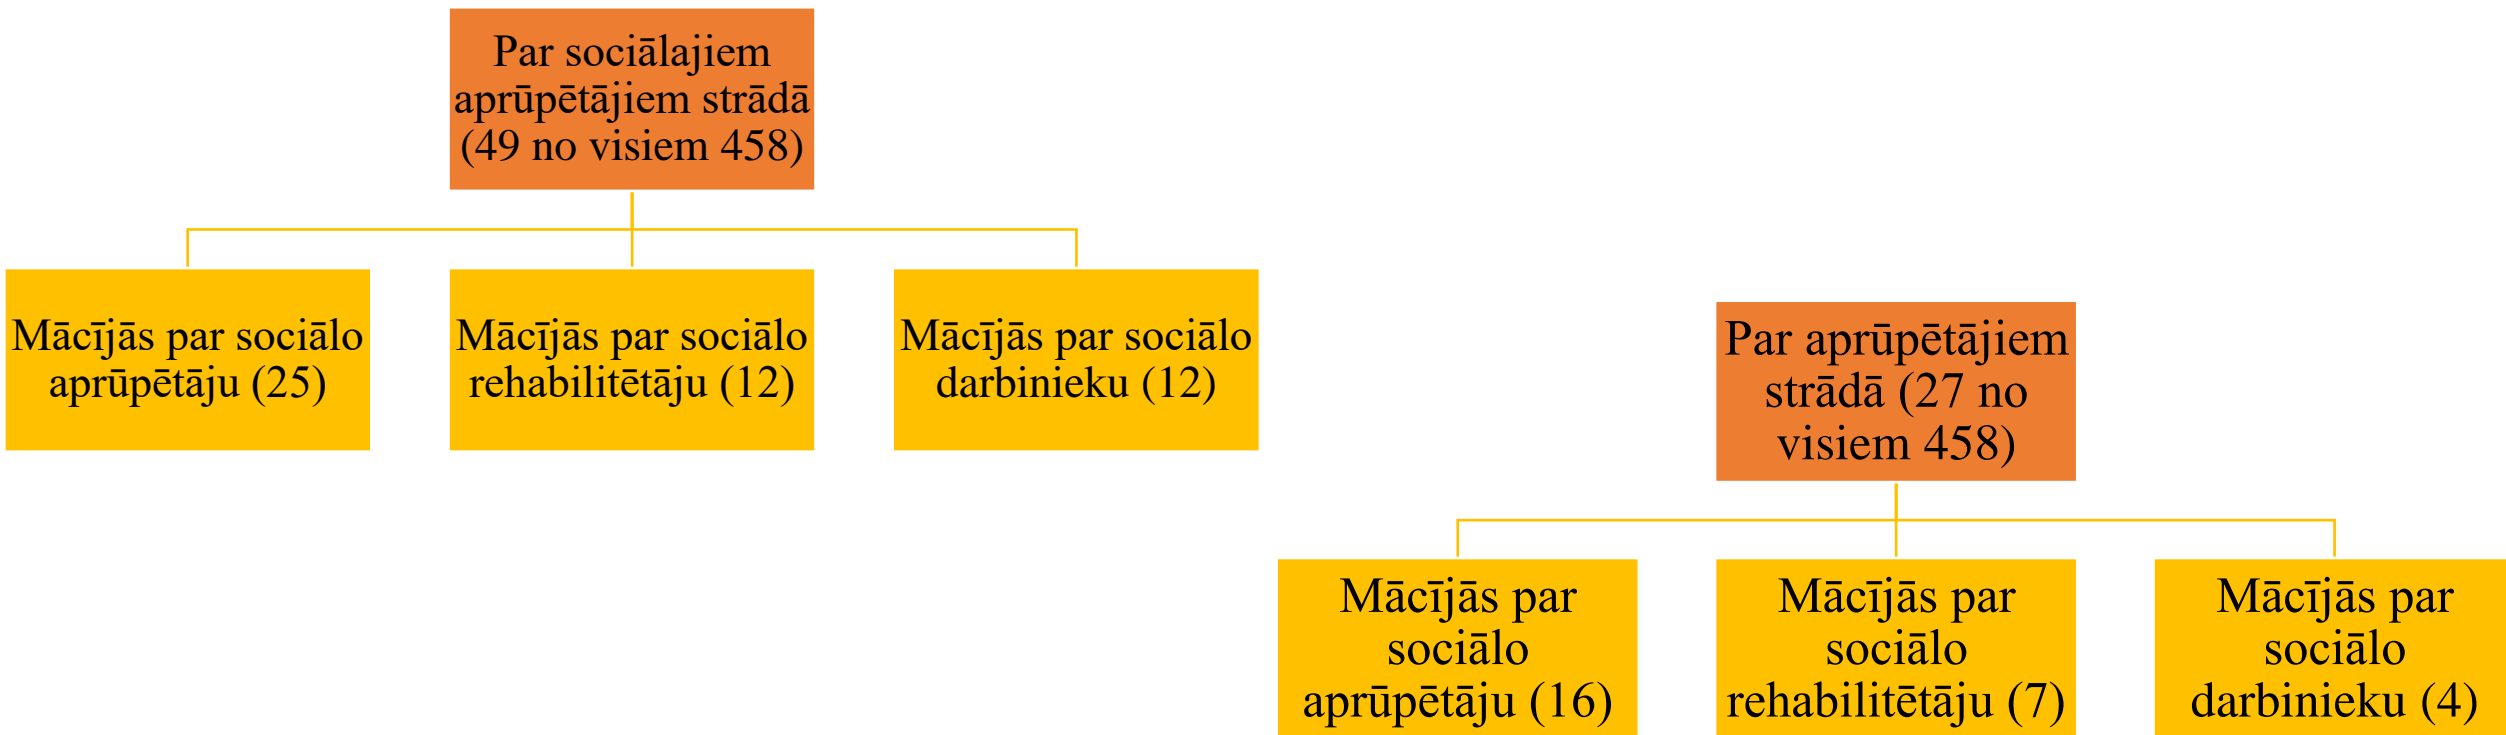 Par sociālajiem
aprūpētājiem strādā
(49 no visiem 458)
Mācījās par sociālo
aprūpētāju (25)
Mācījās par sociālo
rehabilitētāju (12)
Mācījās par sociālo
darbinieku (12)
Par aprūpētājiem
strādā (27 no
visiem 458)
Mācījās par
sociālo
aprūpētāju (16)
Mācījās par
sociālo
rehabilitētāju (7)
Mācījās par
sociālo
darbinieku (4)